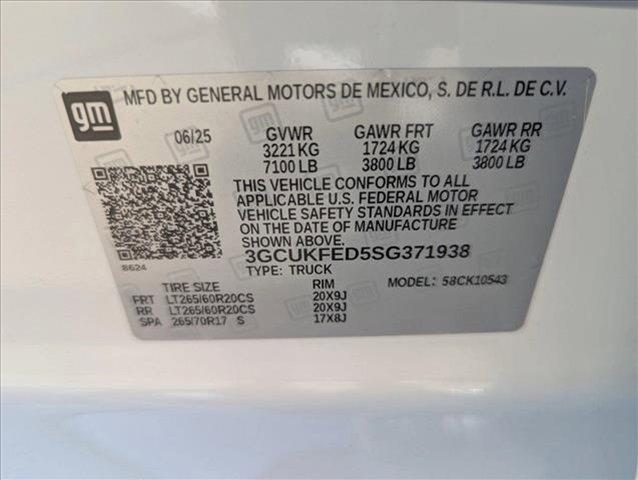 gm
MFD BY GENERAL MOTORS DE MEXICO, S. DE R.L. DE C.V.
06/25 GVWR GAWR FRT GAWR RR
3221 KG 1724 KG 1724 KG
7100 LB 3800 LB 3800 LB
THIS VEHICLE CONFORMS TO ALL
APPLICABLE U.S. FEDERAL MOTOR
VEHICLE SAFETY STANDARDS IN EFFECT
ON THE DATE OF MANUFACTURE
SHOWN ABOVE.
8624
3GCUKFED5SG371938
TYPE: TRUCK MODEL: 58CK10543
TIRE SIZE RIM
FRT LT265/60R20CS 20X9J
RR LT265/60R20CS 20X9J
SPA 265/70R17 S 17X8J